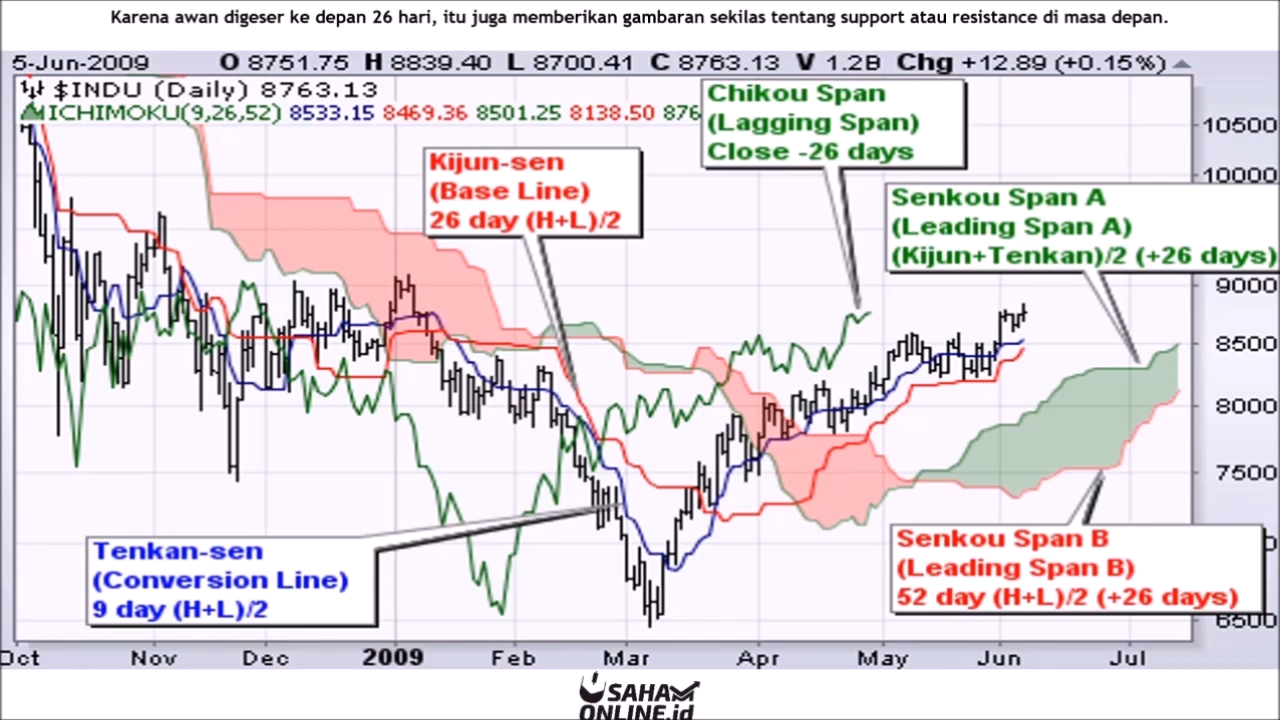 Karena awan digeser ke depan 26 hari, itu juga memberikan gambaran sekilas tentang support atau resistance di masa depan.
5-Jun-2009 O 8751.75 H 8839.40 L 8700.41 C 8763.13 V 1.2B Chg +12.89 (+0.15%)
$INDU (Daily) 8763.13
ICHIMOKU(9,26,52) 8533.15 8469.36 8501.25 8138.50 876
Chikou Span
(Lagging Span)
Close -26 days
Kijun-sen
(Base Line)
26 day (H+L)/2
Senkou Span A
(Leading Span A)
(Kijun+Tenkan)/2 (+26 days)
Tenkan-sen
(Conversion Line)
9 day (H+L)/2
Senkou Span B
(Leading Span B)
52 day (H+L)/2 (+26 days)
10500
10000
9000
8500
8000
7500
6500
Oct Nov Dec 2009 Feb Mar Apr May Jun Jul
SAHAM
ONLINE.id